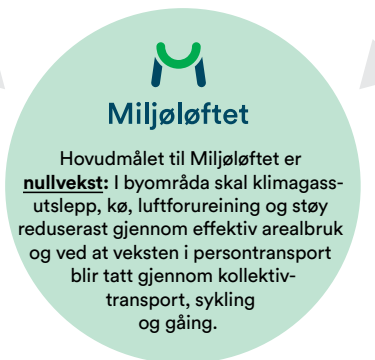 Miljøløftet
Hovudmålet til Miljøløftet er
nullvekst: I byområda skal klimagass-
utslepp, kø, luftforureining og støy
reduserast gjennom effektiv arealbruk
og ved at veksten i persontransport
blir tatt gjennom kollektiv-
transport, sykling
og gåing.